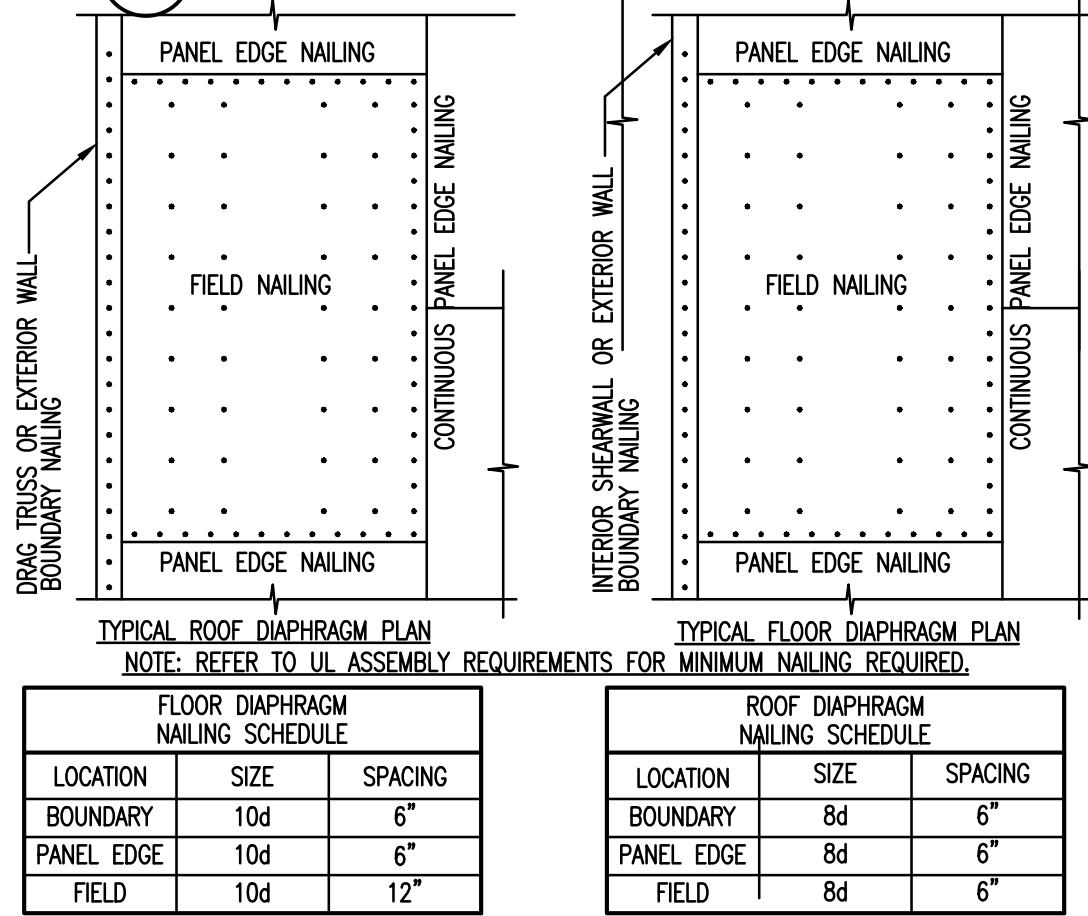 PANEL EDGE NAILING
FIELD NAILING
CONTINUOUS PANEL EDGE NAILING
DRAG TRUSS OR EXTERIOR WALL
BOUNDARY NAILING
PANEL EDGE NAILING
TYPICAL ROOF DIAPHRAGM PLAN
PANEL EDGE NAILING
FIELD NAILING
CONTINUOUS PANEL EDGE NAILING
INTERIOR SHEARWALL OR EXTERIOR WALL
BOUNDARY NAILING
PANEL EDGE NAILING
TYPICAL FLOOR DIAPHRAGM PLAN
NOTE: REFER TO UL ASSEMBLY REQUIREMENTS FOR MINIMUM NAILING REQUIRED.
FLOOR DIAPHRAGM
NAILING SCHEDULE
LOCATION SIZE SPACING
BOUNDARY 10d 6"
PANEL EDGE 10d 6"
FIELD 10d 12"
ROOF DIAPHRAGM
NAILING SCHEDULE
LOCATION SIZE SPACING
BOUNDARY 8d 6"
PANEL EDGE 8d 6"
FIELD 8d 6"